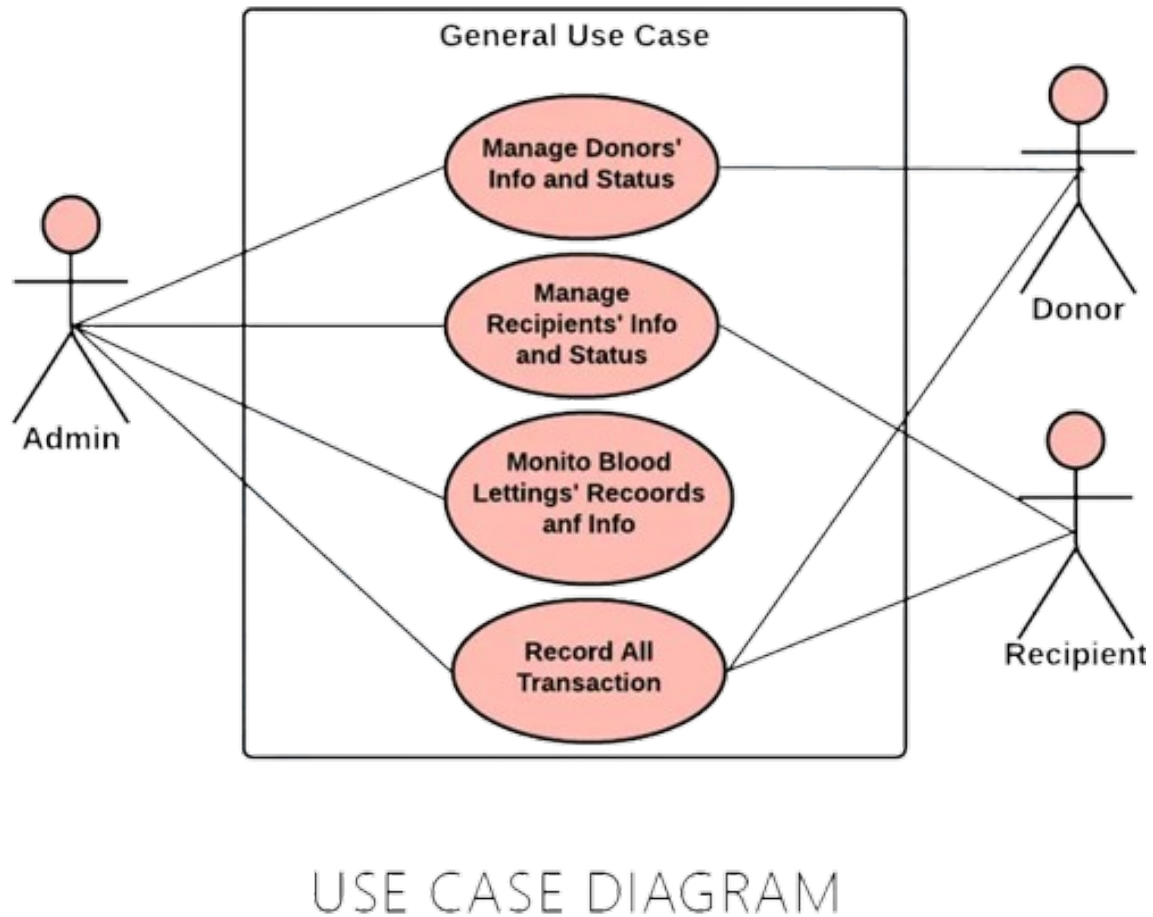 General Use Case
Manage Donors'
Info and Status
Donor
Manage
Recipients' Info
and Status
Admin
Monito Blood
Lettings' Recoords
anf Info
Recipient
Record All
Transaction
USE CASE DIAGRAM